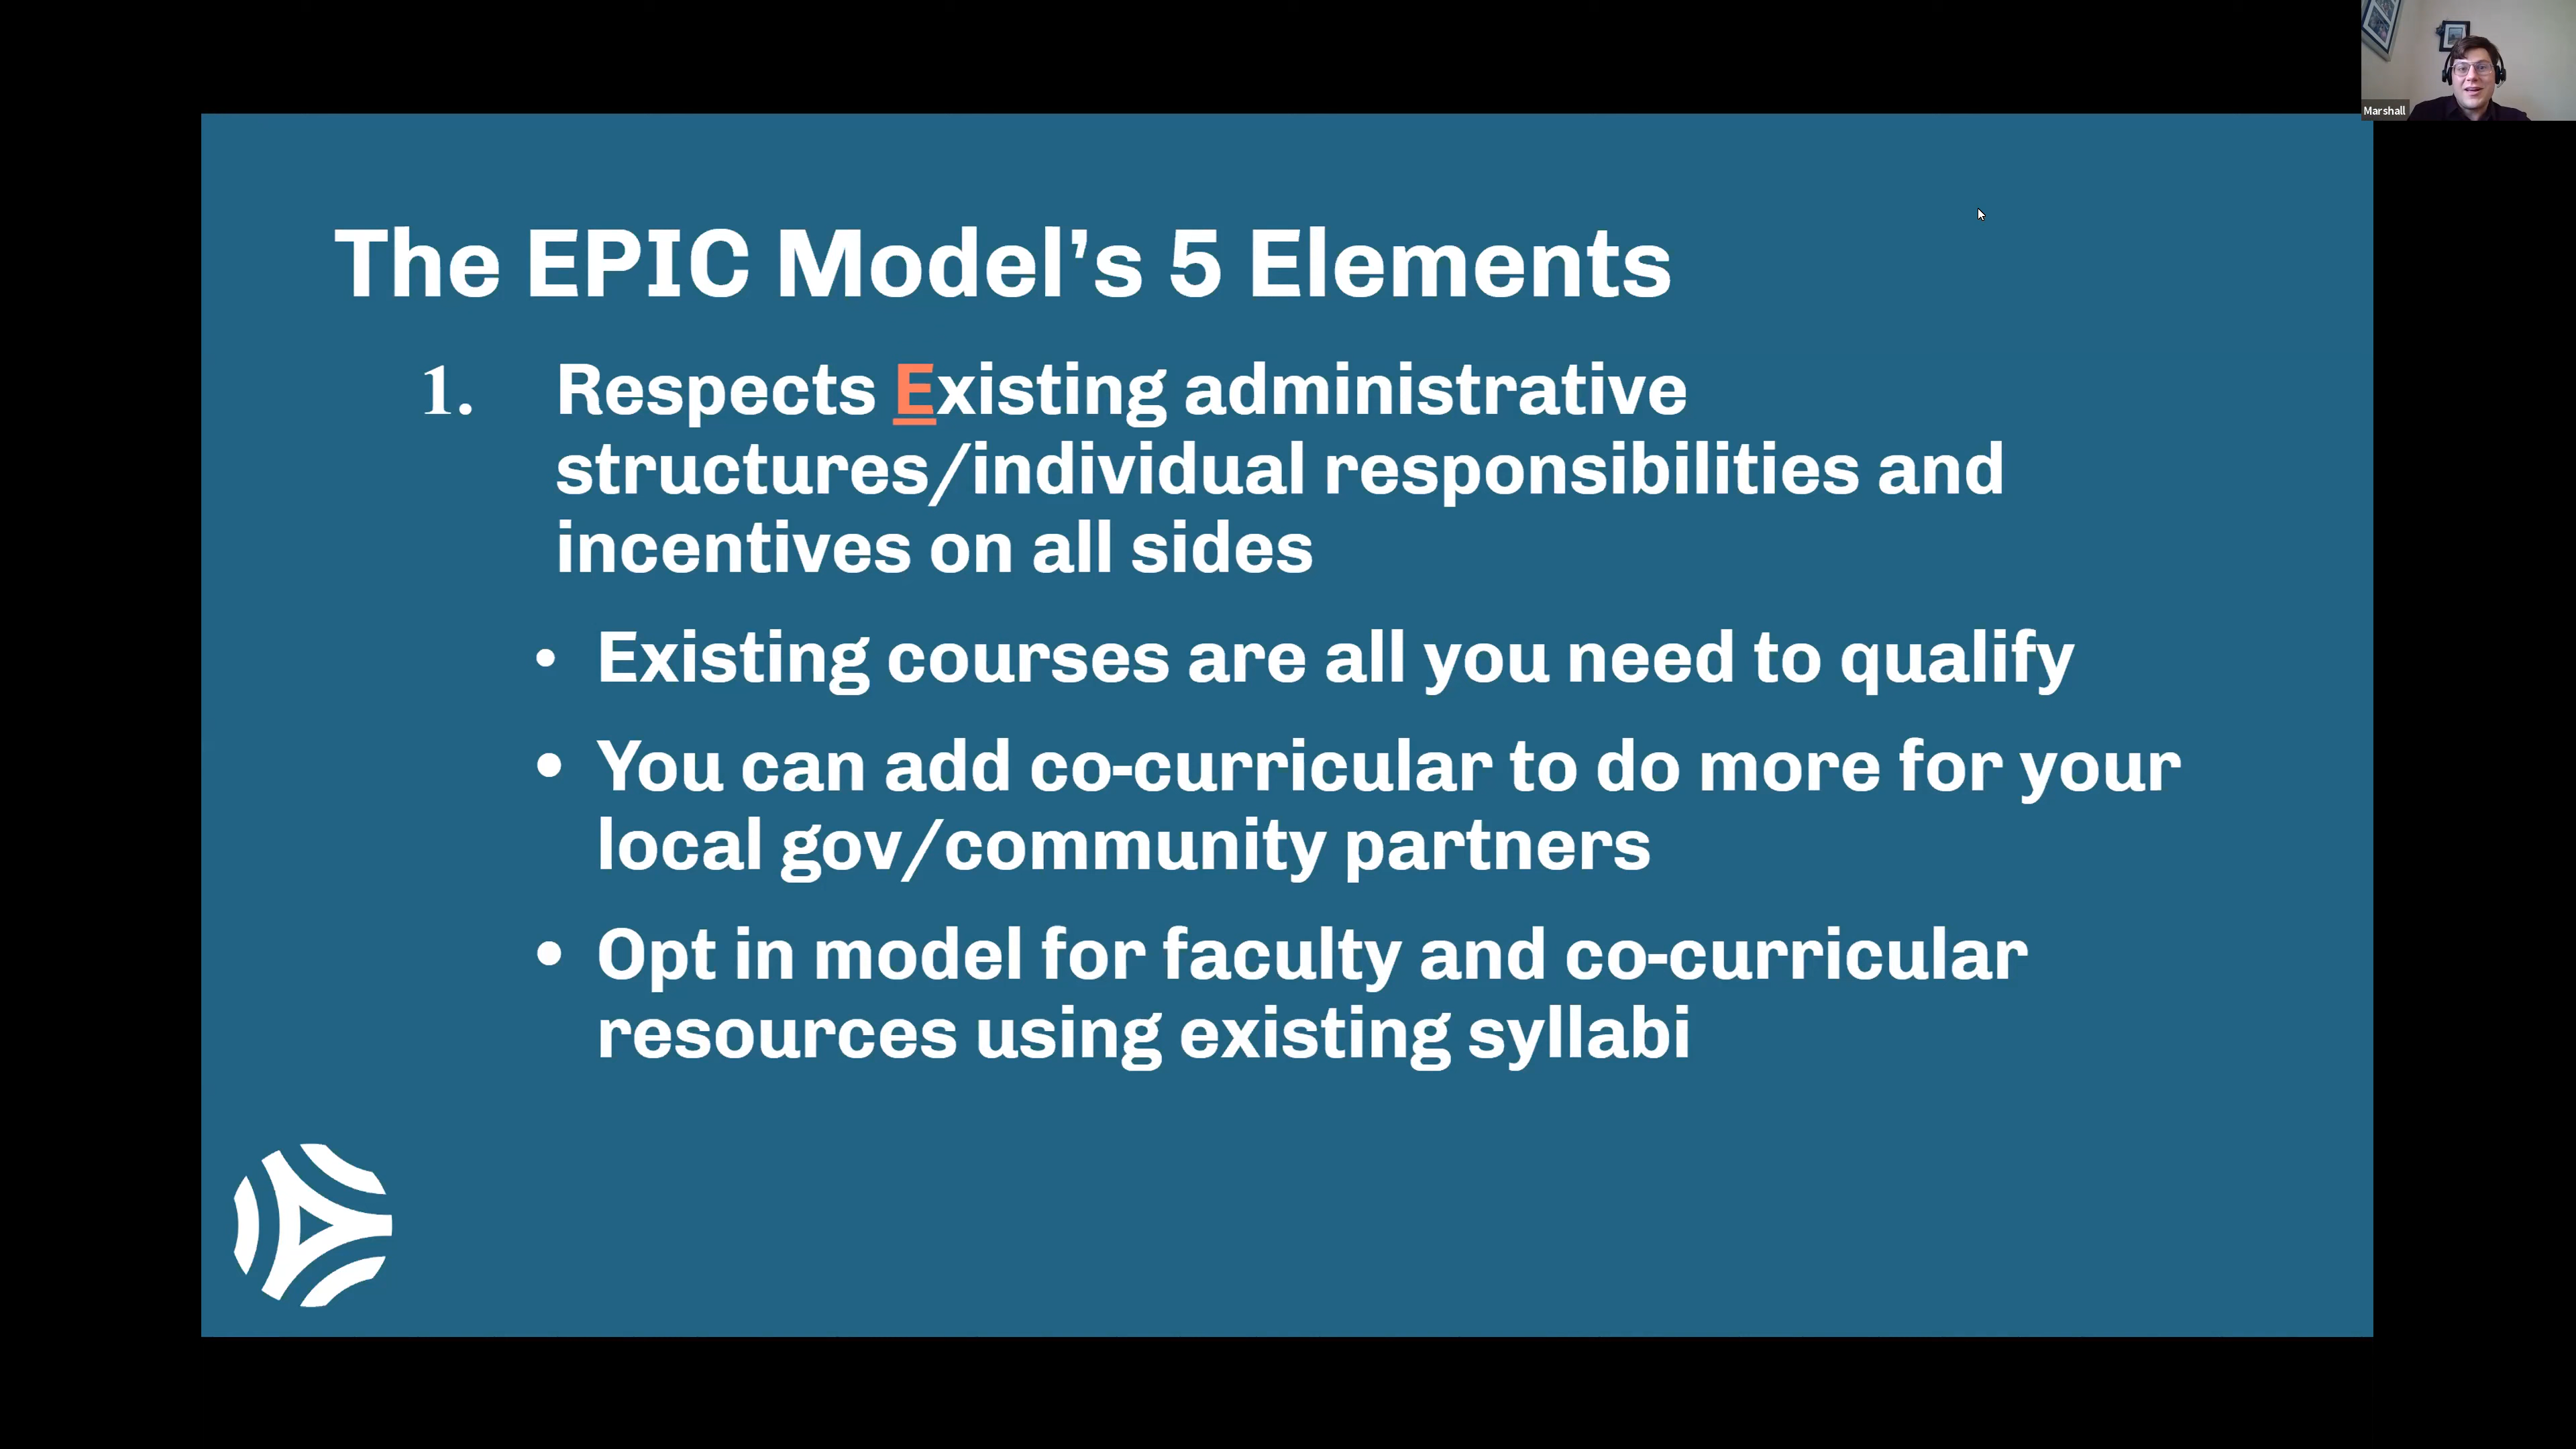 Marshall
The EPIC Model’s 5 Elements
1. Respects Existing administrative
structures/individual responsibilities and
incentives on all sides
• Existing courses are all you need to qualify
• You can add co-curricular to do more for your
local gov/community partners
• Opt in model for faculty and co-curricular
resources using existing syllabi